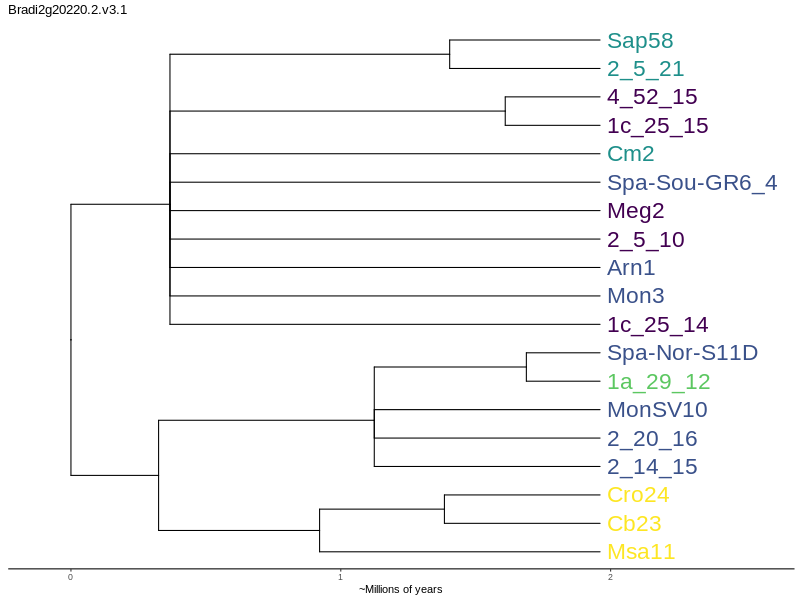 Bradi2g20220.2.v3.1
Sap58
2_5_21
4_52_15
1c_25_15
Cm2
Spa-Sou-GR6_4
Meg2
2_5_10
Arn1
Mon3
1c_25_14
Spa-Nor-S11D
1a_29_12
MonSV10
2_20_16
2_14_15
Cro24
Cb23
Msa11
0 1 2
~Millions of years